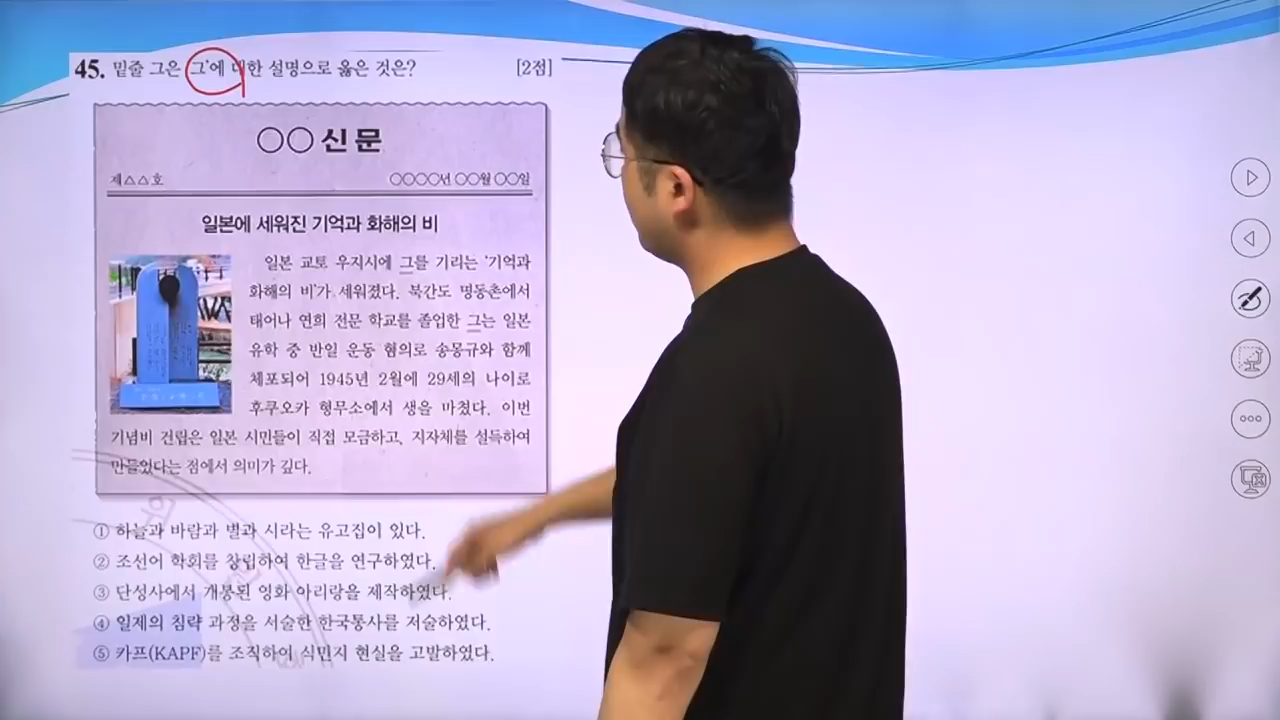 45. 밑줄 그은 '그'에 대한 설명으로 옳은 것은? [2점]
○○신문
제△△호 ○○○○년 ○○월 ○○일
일본에 세워진 기억과 화해의 비
일본 교토 우지시에 그를 기리는 '기억과
화해의 비'가 세워졌다. 북간도 명동촌에서
태어나 연희 전문 학교를 졸업한 그는 일본
유학 중 반일 운동 혐의로 송몽규와 함께
체포되어 1945년 2월에 29세의 나이로
후쿠오카 형무소에서 생을 마쳤다. 이번
기념비 건립은 일본 시민들이 직접 모금하고, 지자체를 설득하여
만들었다는 점에서 의미가 깊다.
① 하늘과 바람과 별과 시라는 유고집이 있다.
② 조선어 학회를 창립하여 한글을 연구하였다.
③ 단성사에서 개봉된 영화 아리랑을 제작하였다.
④ 일제의 침략 과정을 서술한 한국통사를 저술하였다.
⑤ 카프(KAPF)를 조직하여 식민지 현실을 고발하였다.